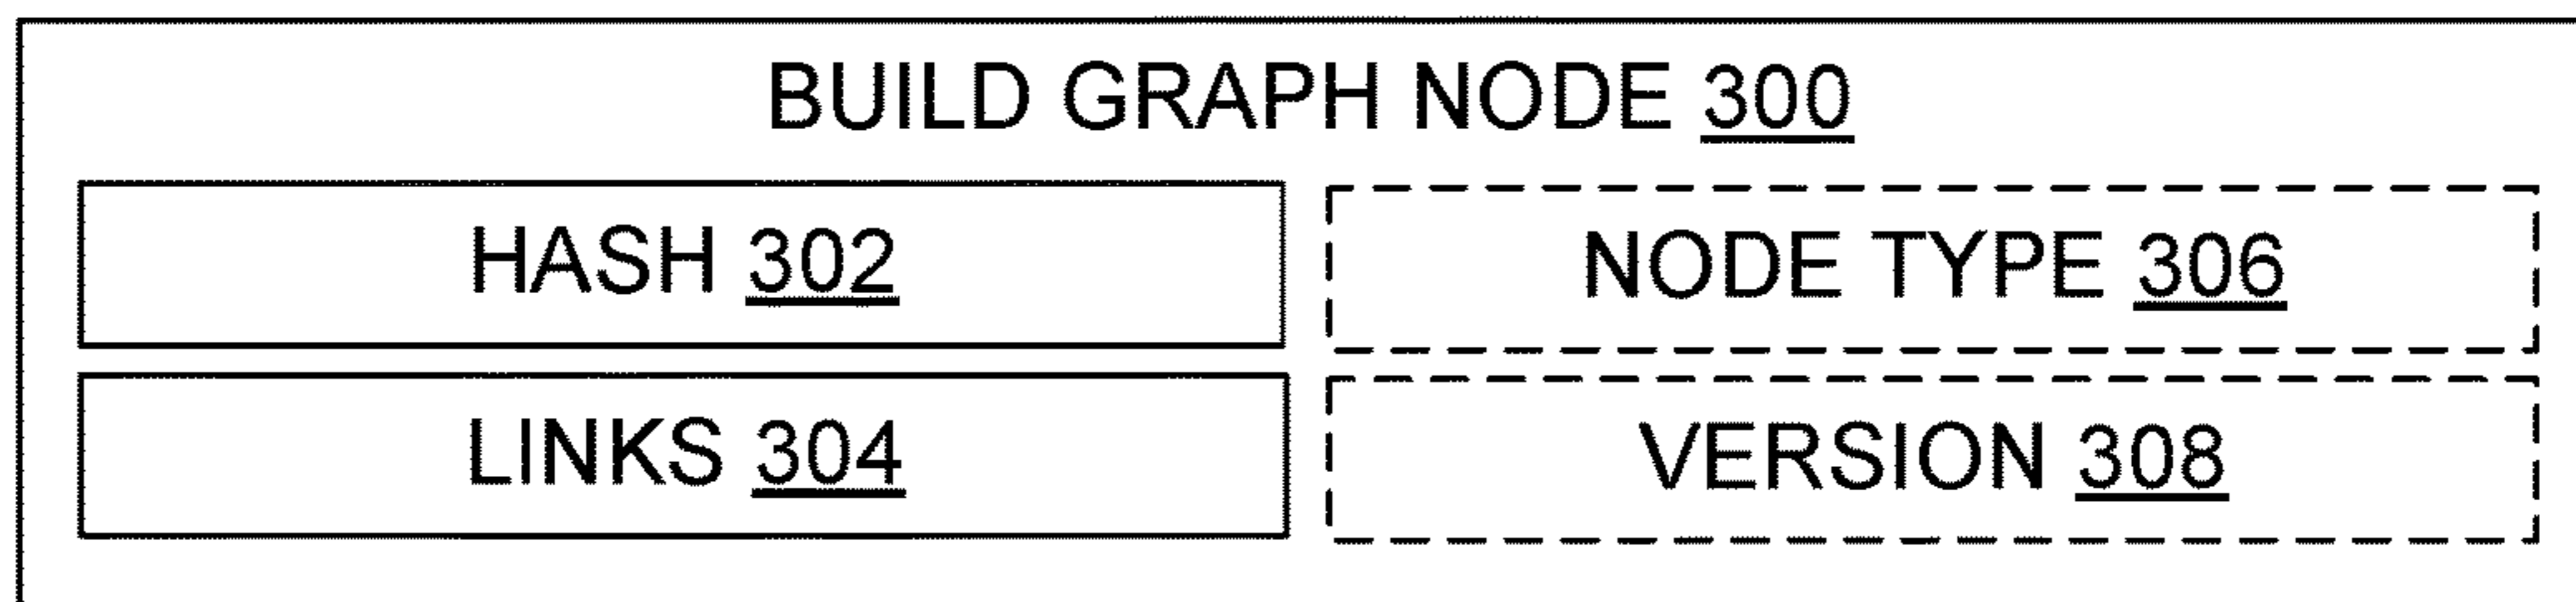 BUILD GRAPH NODE 300
HASH 302
NODE TYPE 306
LINKS 304
VERSION 308